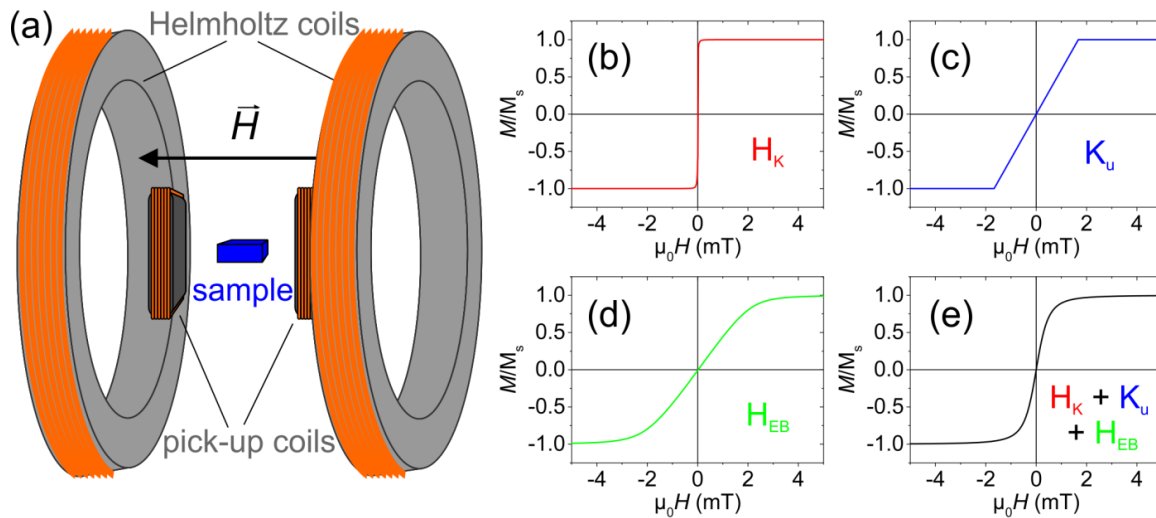 (a)
Helmholtz coils
H
sample
pick-up coils
(b)
M/Ms
1.0
0.5
0.0
-0.5
-1.0
HK
-4 -2 0 2 4
μ0H (mT)
(c)
M/Ms
1.0
0.5
0.0
-0.5
-1.0
Ku
-4 -2 0 2 4
μ0H (mT)
(d)
M/Ms
1.0
0.5
0.0
-0.5
-1.0
HEB
-4 -2 0 2 4
μ0H (mT)
(e)
M/Ms
1.0
0.5
0.0
-0.5
-1.0
HK + Ku
+ HEB
-4 -2 0 2 4
μ0H (mT)